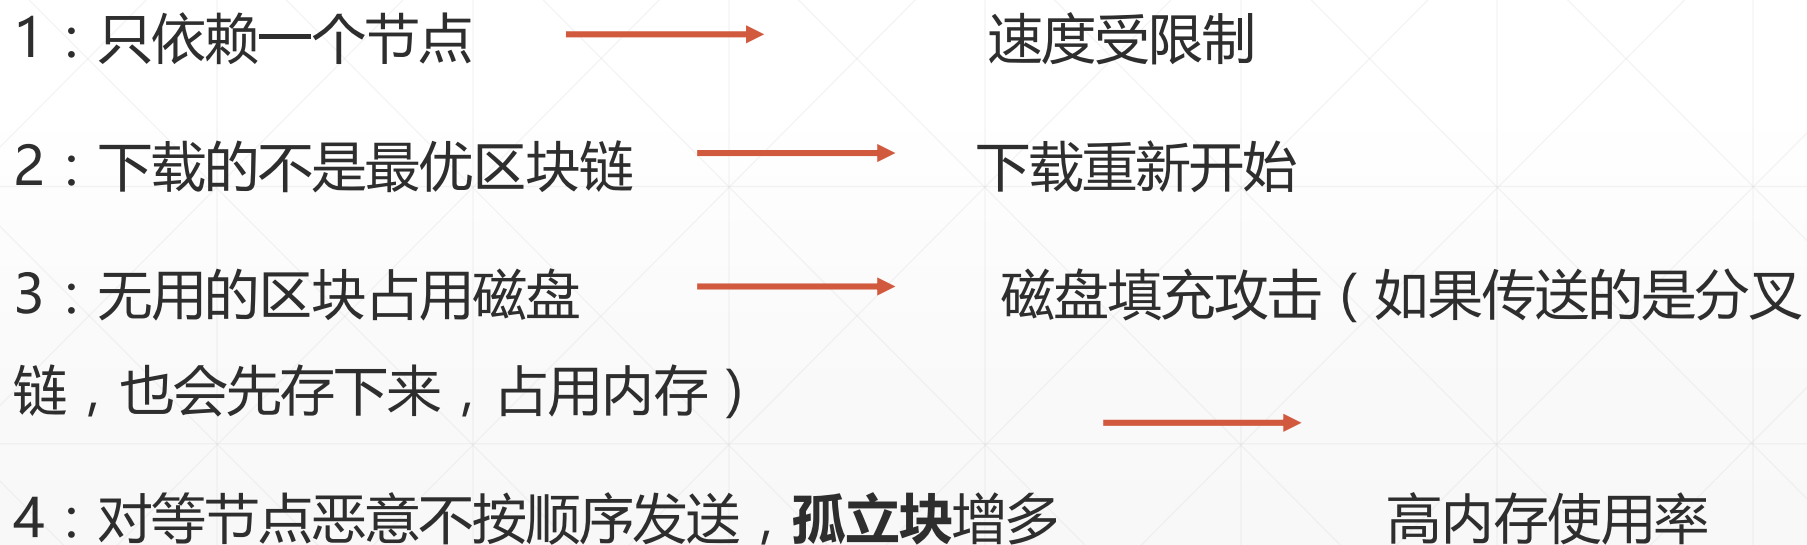 1：只依赖一个节点 速度受限制
2：下载的不是最优区块链 下载重新开始
3：无用的区块占用磁盘 磁盘填充攻击（如果传送的是分叉
链，也会先存下来，占用内存）
4：对等节点恶意不按顺序发送，孤立块增多 高内存使用率